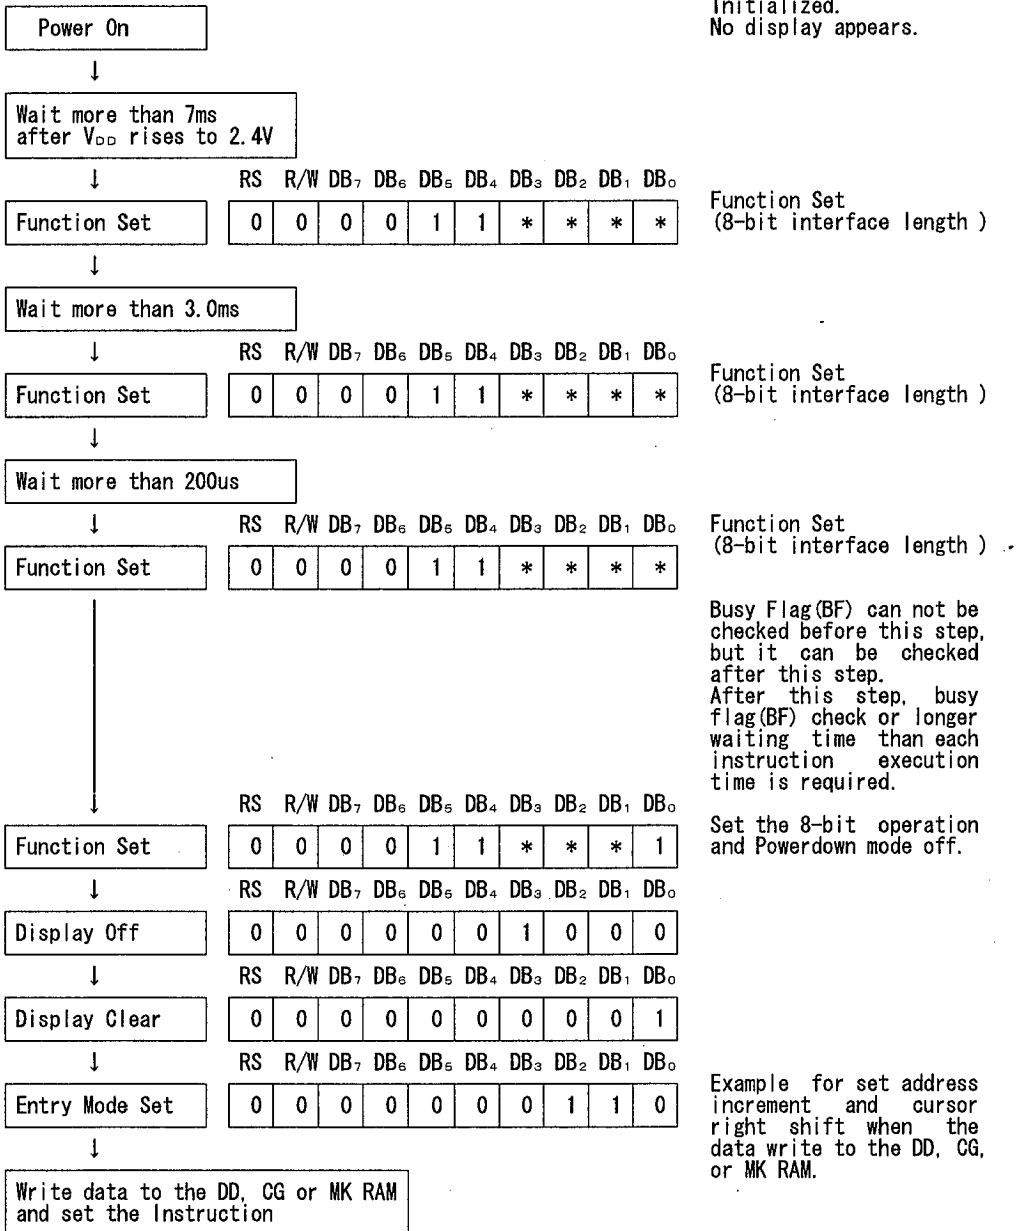 Initialized.
Power On
No display appears.
↓
Wait more than 7ms
after VDD rises to 2.4V
↓ RS R/W DB₇ DB₆ DB₅ DB₄ DB₃ DB₂ DB₁ DB₀
Function Set 0 0 0 0 1 1 * * * *
Function Set
(8-bit interface length )
↓
Wait more than 3.0ms
↓ RS R/W DB₇ DB₆ DB₅ DB₄ DB₃ DB₂ DB₁ DB₀
Function Set 0 0 0 0 1 1 * * * *
Function Set
(8-bit interface length )
↓
Wait more than 200us
↓ RS R/W DB₇ DB₆ DB₅ DB₄ DB₃ DB₂ DB₁ DB₀
Function Set 0 0 0 0 1 1 * * * *
Function Set
(8-bit interface length )
Busy Flag(BF) can not be
checked before this step,
but it can be checked
after this step.
After this step, busy
flag(BF) check or longer
waiting time than each
instruction execution
time is required.
↓ RS R/W DB₇ DB₆ DB₅ DB₄ DB₃ DB₂ DB₁ DB₀
Function Set 0 0 0 0 1 1 * * * 1
Set the 8-bit operation
and Powerdown mode off.
↓ RS R/W DB₇ DB₆ DB₅ DB₄ DB₃ DB₂ DB₁ DB₀
Display Off 0 0 0 0 0 0 1 0 0 0
↓ RS R/W DB₇ DB₆ DB₅ DB₄ DB₃ DB₂ DB₁ DB₀
Display Clear 0 0 0 0 0 0 0 0 0 1
↓ RS R/W DB₇ DB₆ DB₅ DB₄ DB₃ DB₂ DB₁ DB₀
Entry Mode Set 0 0 0 0 0 0 0 1 1 0
Example for set address
increment and cursor
right shift when the
data write to the DD, CG,
or MK RAM.
↓
Write data to the DD, CG or MK RAM
and set the Instruction